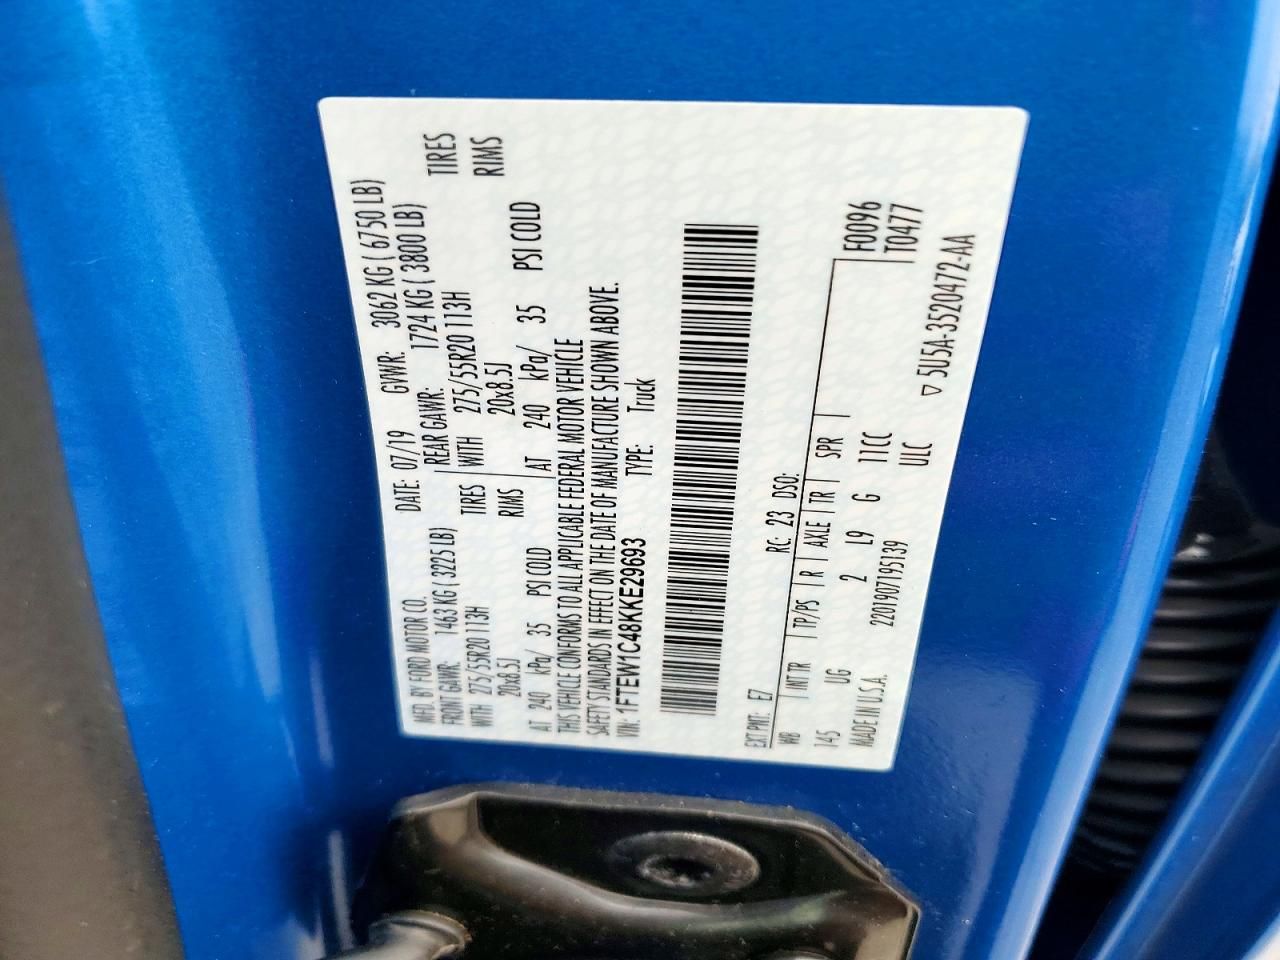 MFD. BY FORD MOTOR CO.
DATE: 07/19 GVWR: 3062 KG ( 6750 LB)
FRONT GAWR: 1463 KG ( 3225 LB) REAR GAWR: 1724 KG ( 3800 LB)
WITH 275/55R20 113H TIRES WITH 275/55R20 113H TIRES
20x8.5J RIMS 20x8.5J RIMS
AT 240 kPa/ 35 PSI COLD AT 240 kPa/ 35 PSI COLD
THIS VEHICLE CONFORMS TO ALL APPLICABLE FEDERAL MOTOR VEHICLE
SAFETY STANDARDS IN EFFECT ON THE DATE OF MANUFACTURE SHOWN ABOVE.
VIN: 1FTEW1C48KKE29693 TYPE: Truck
EXT PNT: E7 RC: 23 DSO: F0096
WB INT TR TP/PS R AXLE TR SPR T0477
145 UG 2 L9 G 11CC
MADE IN U.S.A. 2201907195139 ULC
▽ 5U5A-3520472-AA